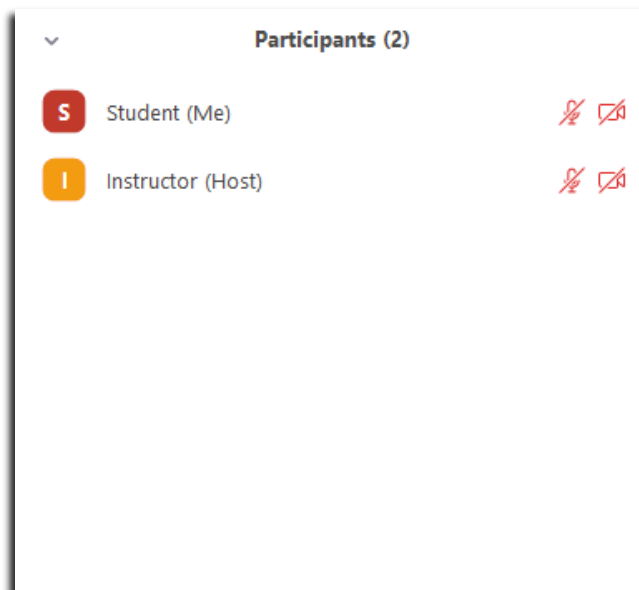 Participants (2)
S Student (Me)
I Instructor (Host)